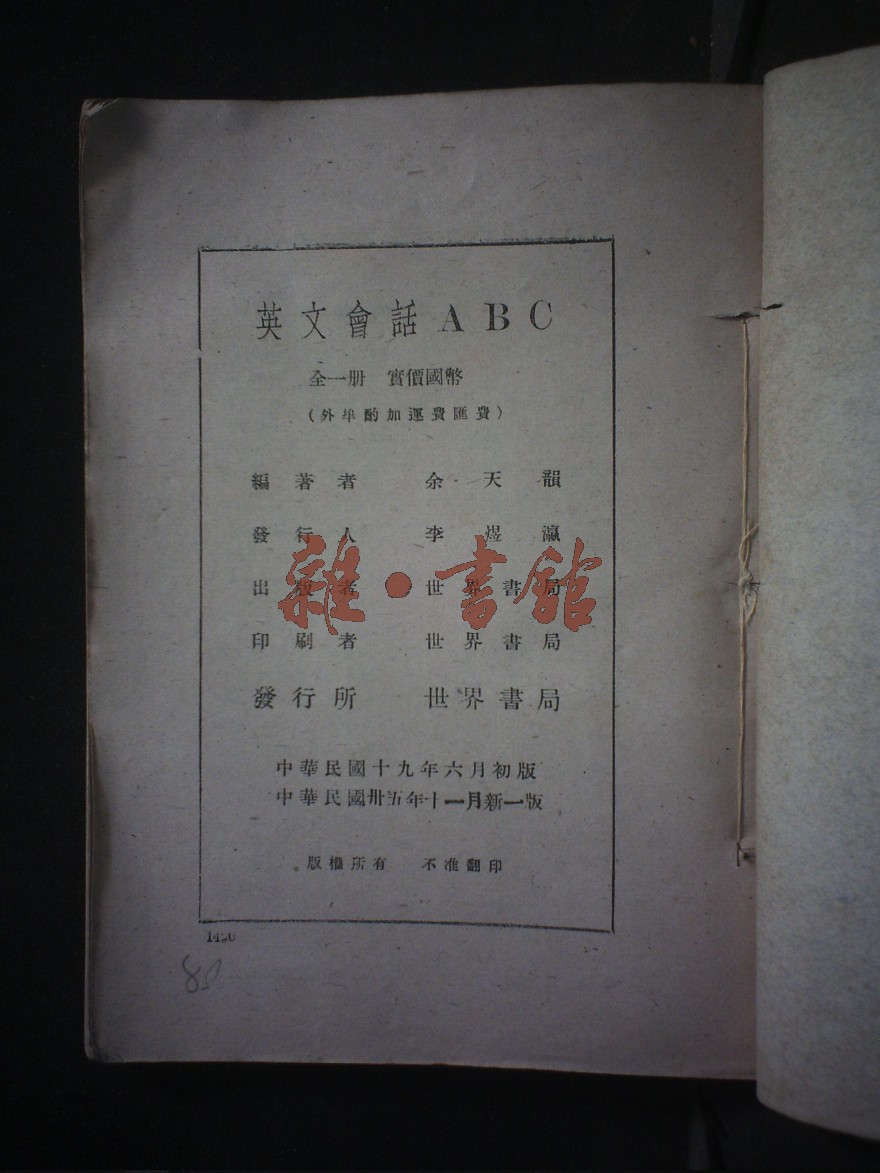 英文會話ABC
全一册 實價國幣
(外埠酌加運費匯費)
編著者 余天韻
發行人 李煜瀛
出版者 世界書局
印刷者 世界書局
發行所 世界書局
中華民國十九年六月初版
中華民國卅五年十一月新一版
版權所有 不准翻印
雜·書館